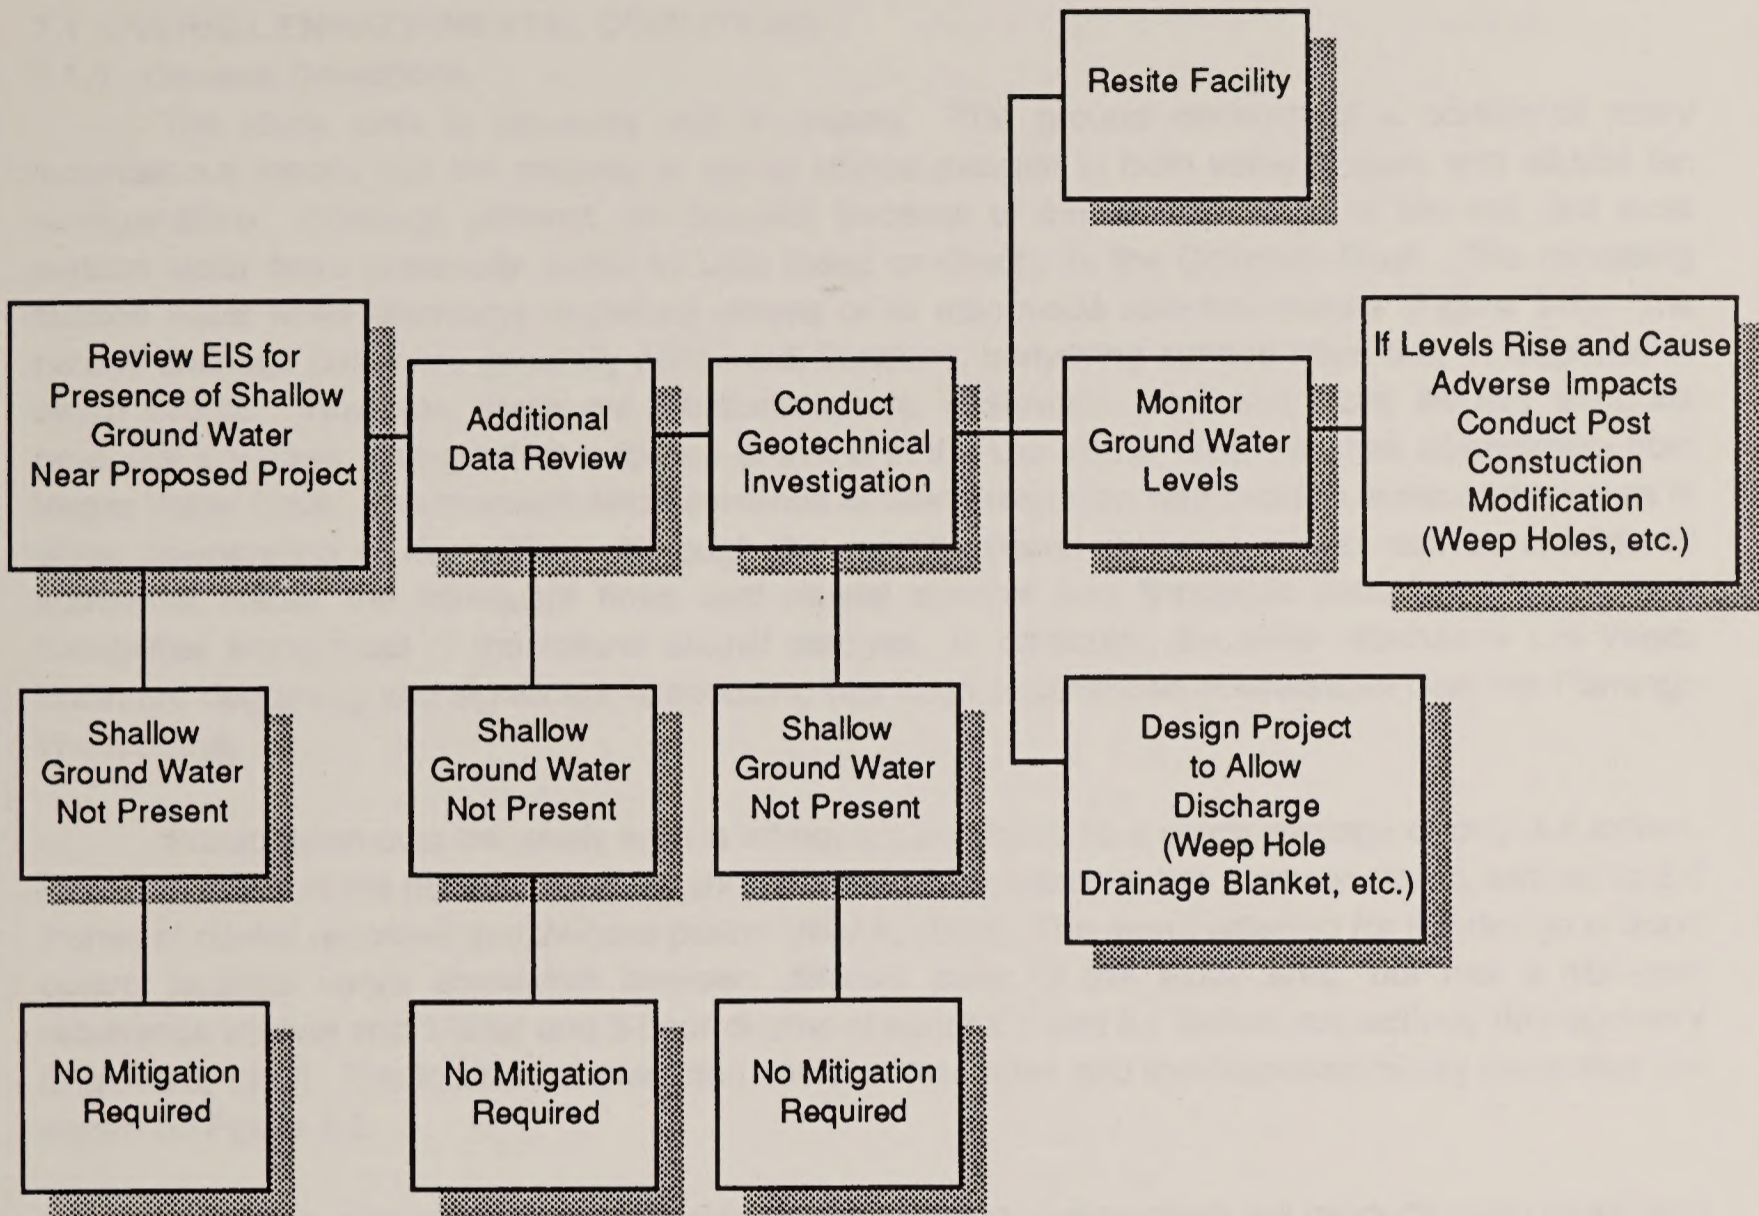 Resite Facility
Review EIS for
Presence of Shallow
Ground Water
Near Proposed Project
Additional
Data Review
Conduct
Geotechnical
Investigation
Monitor
Ground Water
Levels
If Levels Rise and Cause
Adverse Impacts
Conduct Post
Constuction
Modification
(Weep Holes, etc.)
Shallow
Ground Water
Not Present
Shallow
Ground Water
Not Present
Shallow
Ground Water
Not Present
Design Project
to Allow
Discharge
(Weep Hole
Drainage Blanket, etc.)
No Mitigation
Required
No Mitigation
Required
No Mitigation
Required